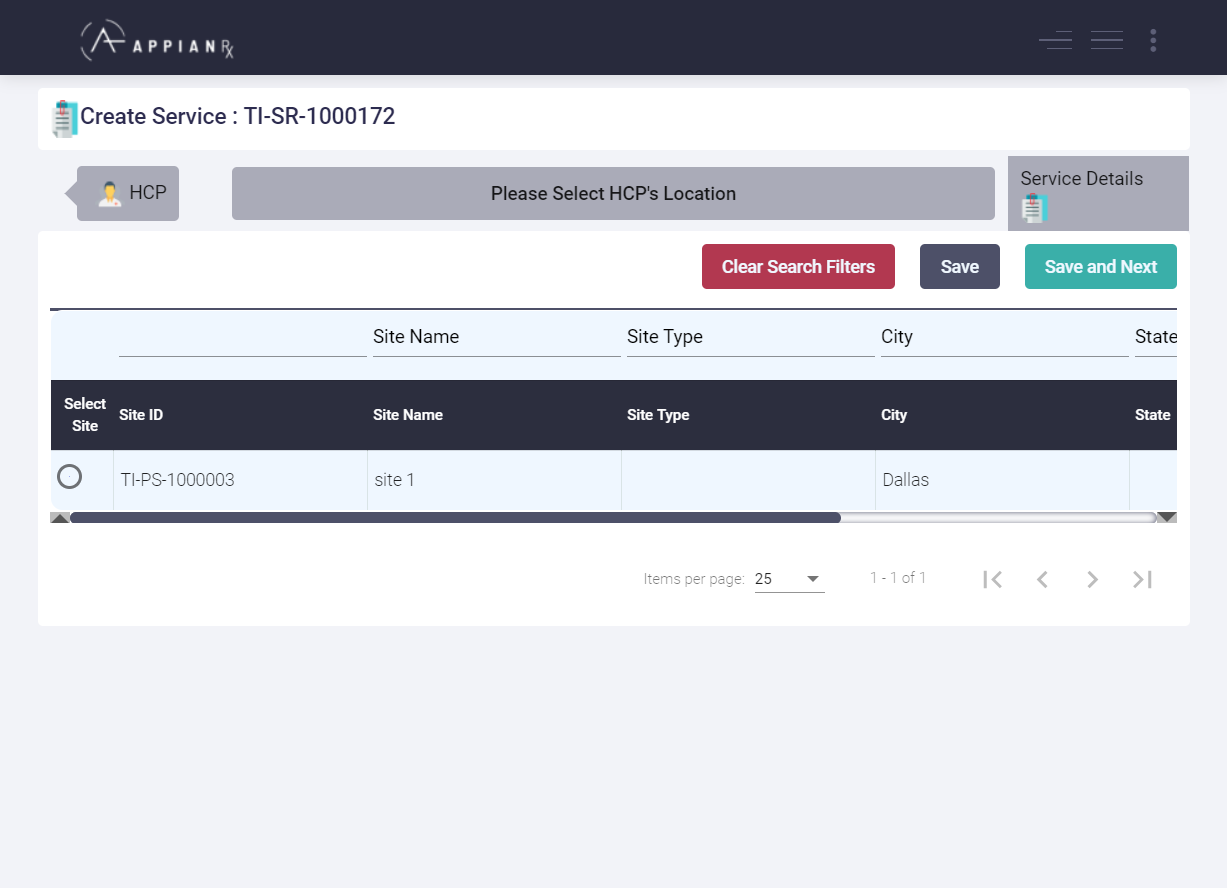 APPIANRx
Create Service : TI-SR-1000172
HCP
Please Select HCP's Location
Service Details
Clear Search Filters
Save
Save and Next
Site Name
Site Type
City
State
Select Site
Site ID
Site Name
Site Type
City
State
TI-PS-1000003
site 1
Dallas
Items per page:
25
1 - 1 of 1